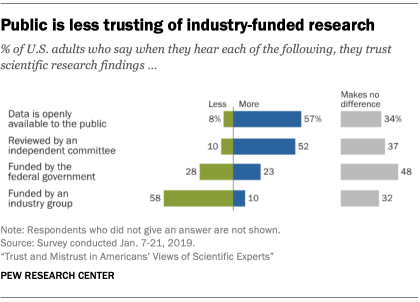 Public is less trusting of industry-funded research
% of U.S. adults who say when they hear each of the following, they trust
scientific research findings ...
Less More Makes no
difference
Data is openly
available to the public 8% 57% 34%
Reviewed by an
independent committee 10 52 37
Funded by the
federal government 28 23 48
Funded by an
industry group 58 10 32
Note: Respondents who did not give an answer are not shown.
Source: Survey conducted Jan. 7-21, 2019.
“Trust and Mistrust in Americans’ Views of Scientific Experts”
PEW RESEARCH CENTER